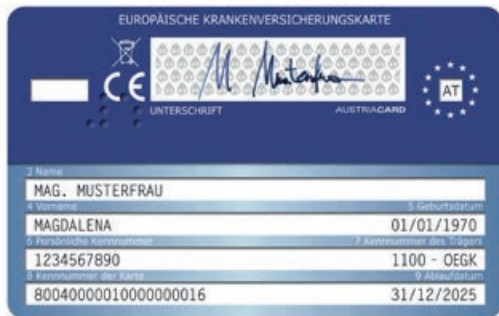 EUROPÄISCHE KRANKENVERSICHERUNGSKARTE
CE
M Musterfrau
AT
UNTERSCHRIFT AUSTRIACARD
3 Name
MAG. MUSTERFRAU
4 Vorname 5 Geburtsdatum
MAGDALENA 01/01/1970
6 Persönliche Kennnummer 7 Kennnummer des Trägers
1234567890 1100 - OEGK
8 Kennnummer der Karte 9 Ablaufdatum
80040000010000000016 31/12/2025